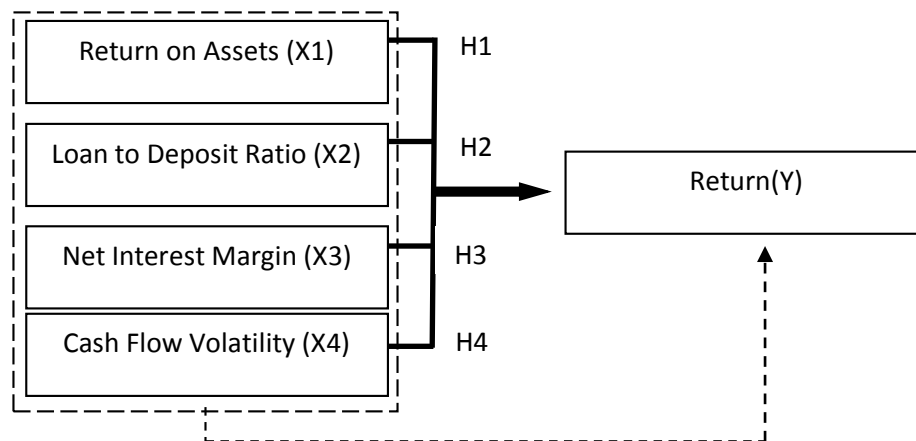 Return on Assets (X1)
H1
Loan to Deposit Ratio (X2)
H2
Return(Y)
Net Interest Margin (X3)
H3
Cash Flow Volatility (X4)
H4